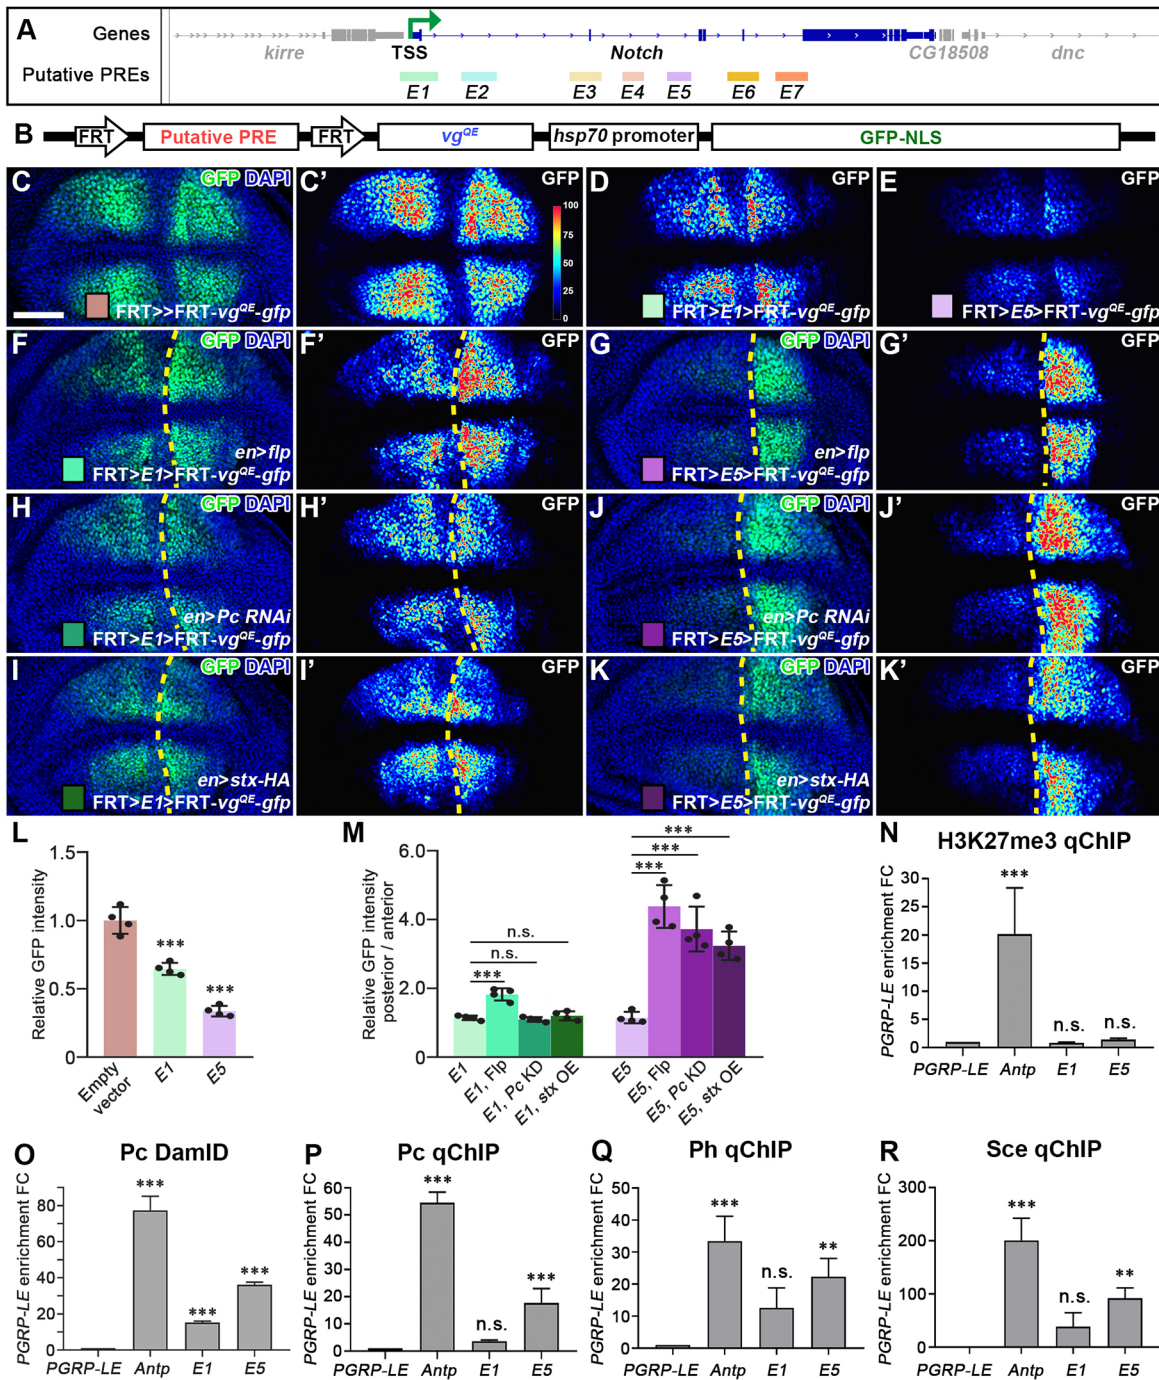 A
Genes
kirre
TSS
Notch
CG18508
dnc
Putative PREs
E1 E2 E3 E4 E5 E6 E7
B
FRT Putative PRE FRT vgQE hsp70 promoter GFP-NLS
C GFP DAPI
FRT>>FRT-vgQE-gfp
C’ GFP
100
75
50
25
0
D GFP
FRT>E1>FRT-vgQE-gfp
E GFP
FRT>E5>FRT-vgQE-gfp
F GFP DAPI
en>flp
FRT>E1>FRT-vgQE-gfp
F’ GFP
G GFP DAPI
en>flp
FRT>E5>FRT-vgQE-gfp
G’ GFP
H GFP DAPI
en>Pc RNAi
FRT>E1>FRT-vgQE-gfp
H’ GFP
J GFP DAPI
en>Pc RNAi
FRT>E5>FRT-vgQE-gfp
J’ GFP
I GFP DAPI
en>stx-HA
FRT>E1>FRT-vgQE-gfp
I’ GFP
K GFP DAPI
en>stx-HA
FRT>E5>FRT-vgQE-gfp
K’ GFP
L
Relative GFP intensity
1.5
1.0
0.5
0
***
***
Empty
vector
E1
E5
M
Relative GFP intensity
posterior / anterior
6.0
4.0
2.0
0
n.s.
n.s.
***
***
***
***
E1
E1, Flp
E1, Pc KD
E1, stx OE
E5
E5, Flp
E5, Pc KD
E5, stx OE
N
H3K27me3 qChIP
PGRP-LE enrichment FC
30
25
20
15
10
5
0
***
n.s.
n.s.
PGRP-LE Antp E1 E5
O
Pc DamID
PGRP-LE enrichment FC
80
60
40
20
0
***
***
***
PGRP-LE Antp E1 E5
P
Pc qChIP
PGRP-LE enrichment FC
60
50
40
30
20
10
0
***
n.s.
***
PGRP-LE Antp E1 E5
Q
Ph qChIP
PGRP-LE enrichment FC
50
40
30
20
10
0
***
n.s.
**
PGRP-LE Antp E1 E5
R
Sce qChIP
PGRP-LE enrichment FC
300
200
100
0
***
n.s.
**
PGRP-LE Antp E1 E5